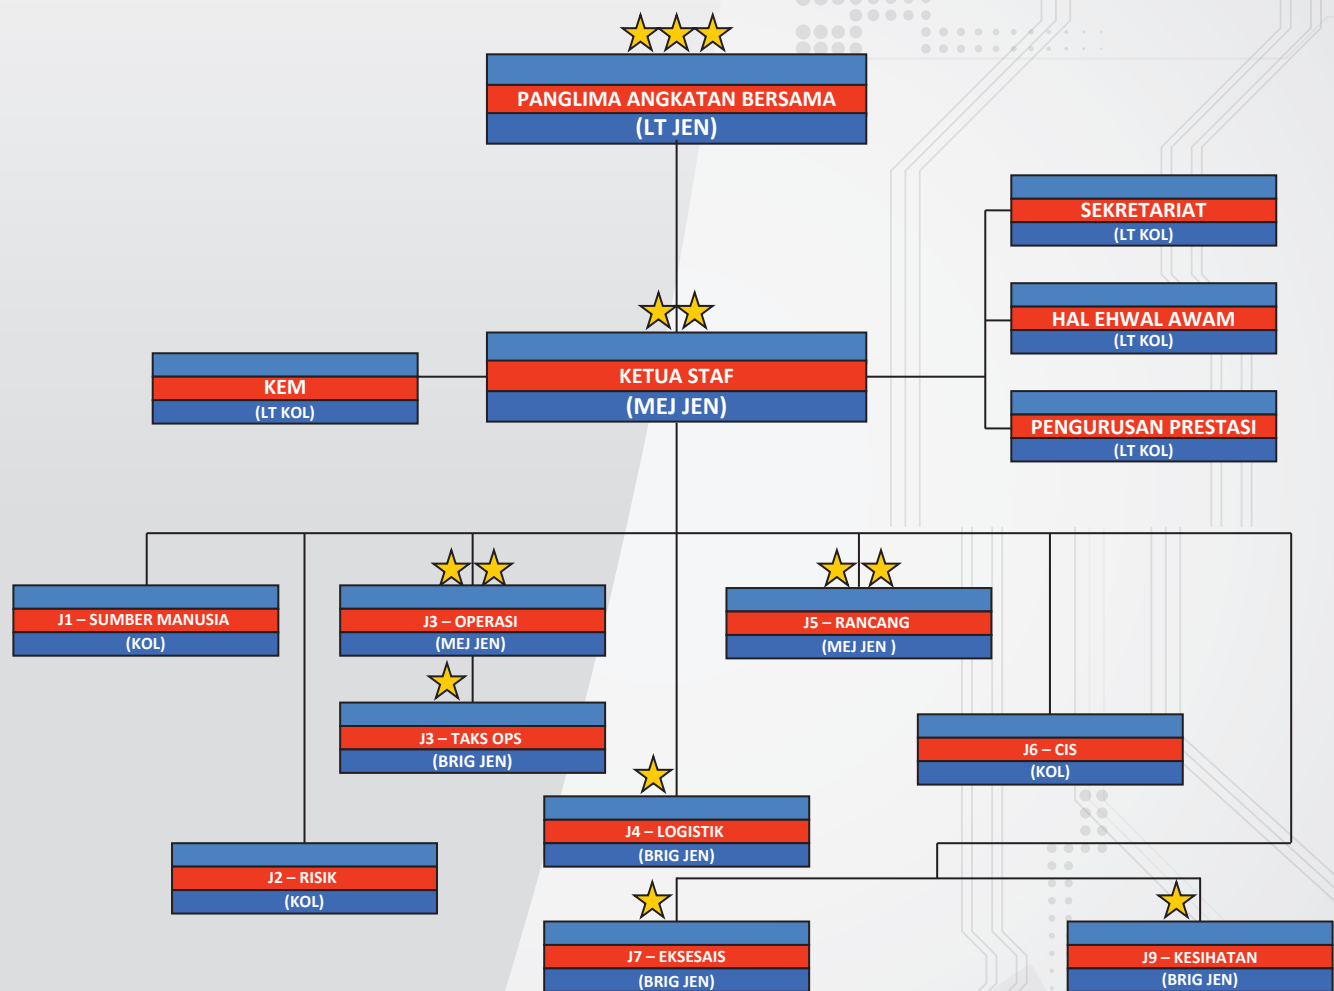 PANGLIMA ANGKATAN BERSAMA
(LT JEN)
SEKRETARIAT
(LT KOL)
HAL EHWAL AWAM
(LT KOL)
KETUA STAF
(MEJ JEN)
KEM
(LT KOL)
PENGURUSAN PRESTASI
(LT KOL)
J1 – SUMBER MANUSIA
(KOL)
J3 – OPERASI
(MEJ JEN)
J5 – RANCANG
(MEJ JEN )
J3 – TAKS OPS
(BRIG JEN)
J6 – CIS
(KOL)
J4 – LOGISTIK
(BRIG JEN)
J2 – RISIK
(KOL)
J7 – EKSESAIS
(BRIG JEN)
J9 – KESIHATAN
(BRIG JEN)